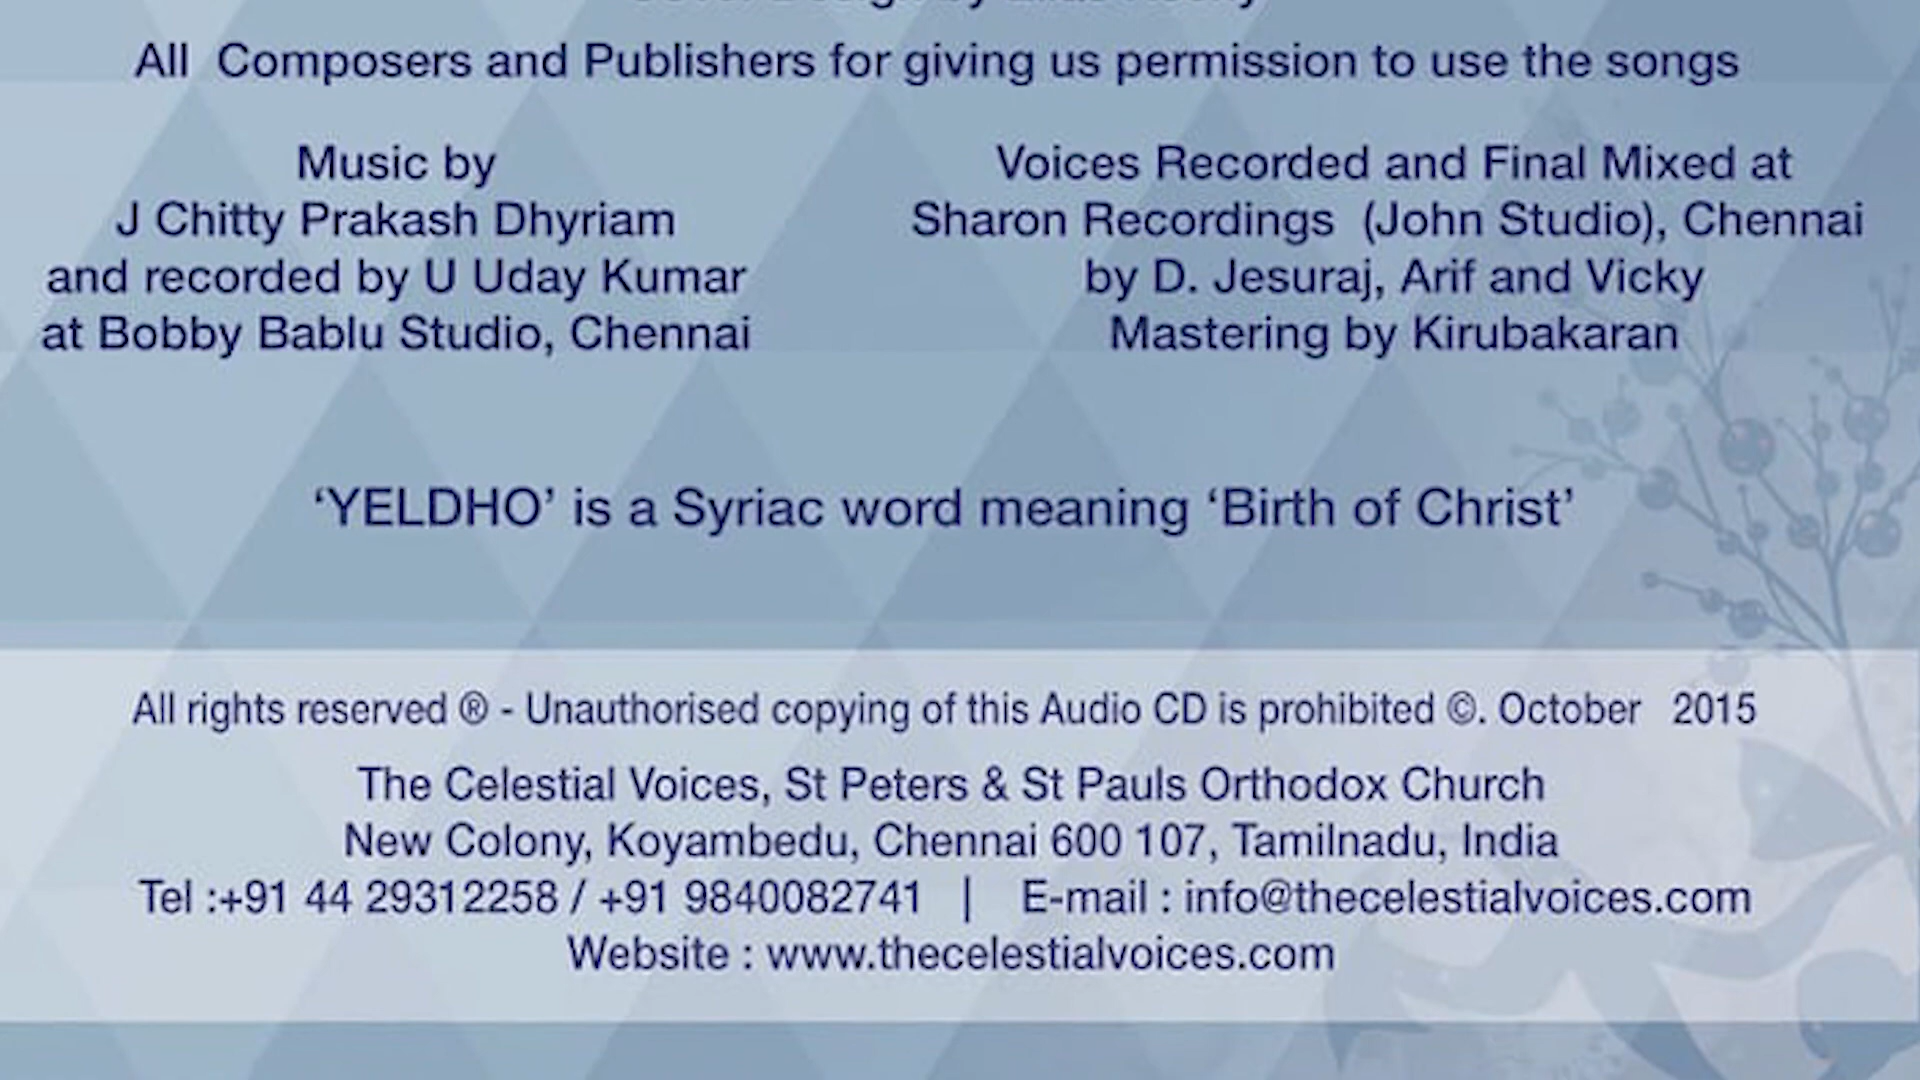 All Composers and Publishers for giving us permission to use the songs
Music by
J Chitty Prakash Dhyriam
and recorded by U Uday Kumar
at Bobby Bablu Studio, Chennai
Voices Recorded and Final Mixed at
Sharon Recordings (John Studio), Chennai
by D. Jesuraj, Arif and Vicky
Mastering by Kirubakaran
‘YELDHO’ is a Syriac word meaning ‘Birth of Christ’
All rights reserved ® - Unauthorised copying of this Audio CD is prohibited ©. October 2015
The Celestial Voices, St Peters & St Pauls Orthodox Church
New Colony, Koyambedu, Chennai 600 107, Tamilnadu, India
Tel :+91 44 29312258 / +91 9840082741 | E-mail : info@thecelestialvoices.com
Website : www.thecelestialvoices.com